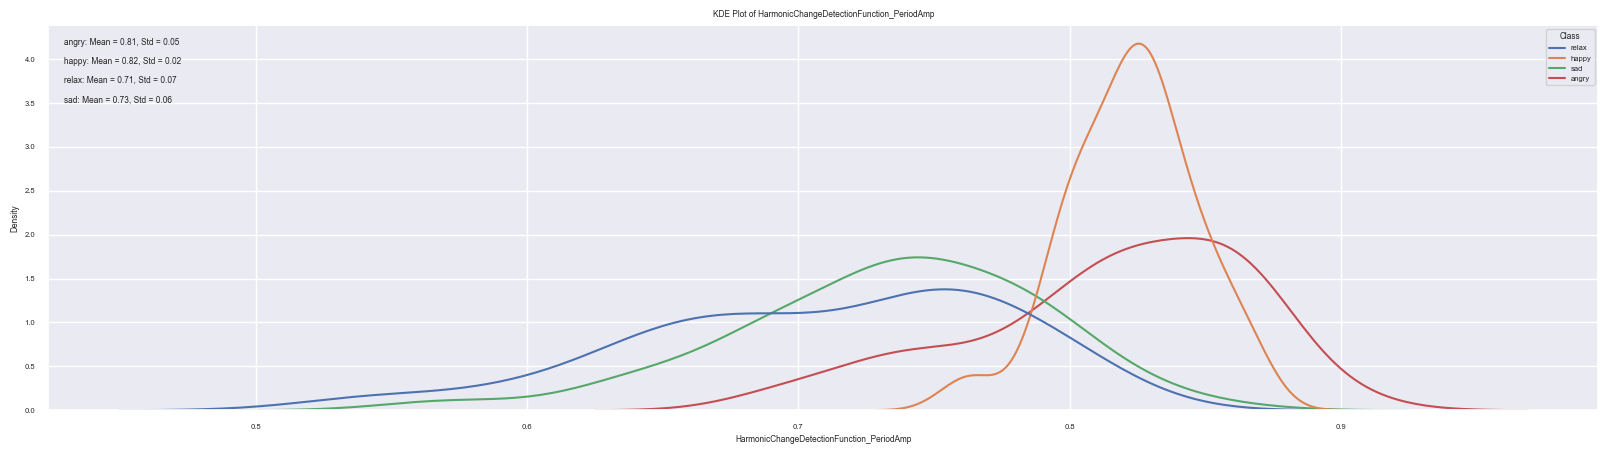 KDE Plot of HarmonicChangeDetectionFunction_PeriodAmp
angry: Mean = 0.81, Std = 0.05
happy: Mean = 0.82, Std = 0.02
relax: Mean = 0.71, Std = 0.07
sad: Mean = 0.73, Std = 0.06
Class
relax
happy
sad
angry
Density
4.0
3.5
3.0
2.5
2.0
1.5
1.0
0.5
0.0
0.5
0.6
0.7
0.8
0.9
HarmonicChangeDetectionFunction_PeriodAmp